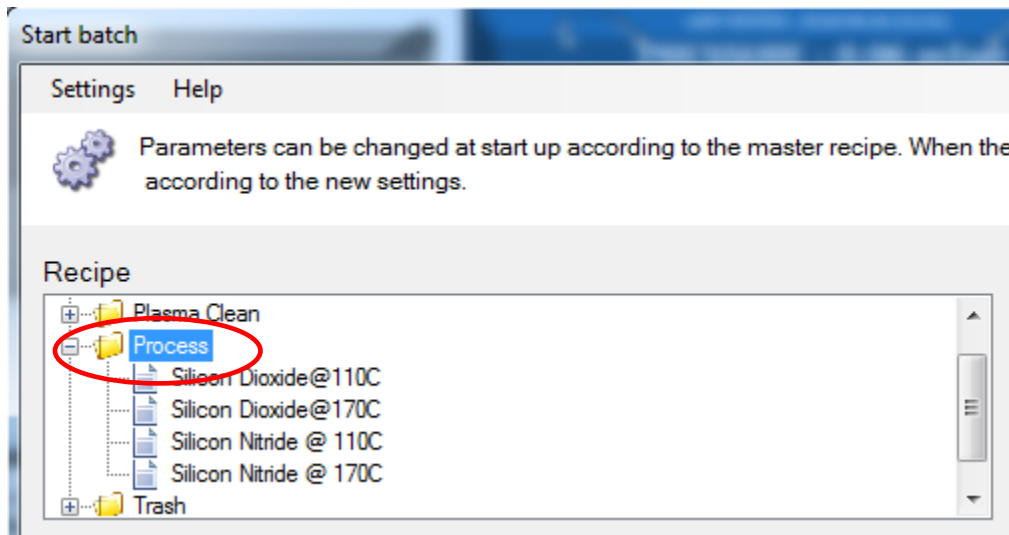 Start batch
Settings Help
Parameters can be changed at start up according to the master recipe. When the
according to the new settings.
Recipe
Plasma Clean
Process
Silicon Dioxide@110C
Silicon Dioxide@170C
Silicon Nitride @ 110C
Silicon Nitride @ 170C
Trash